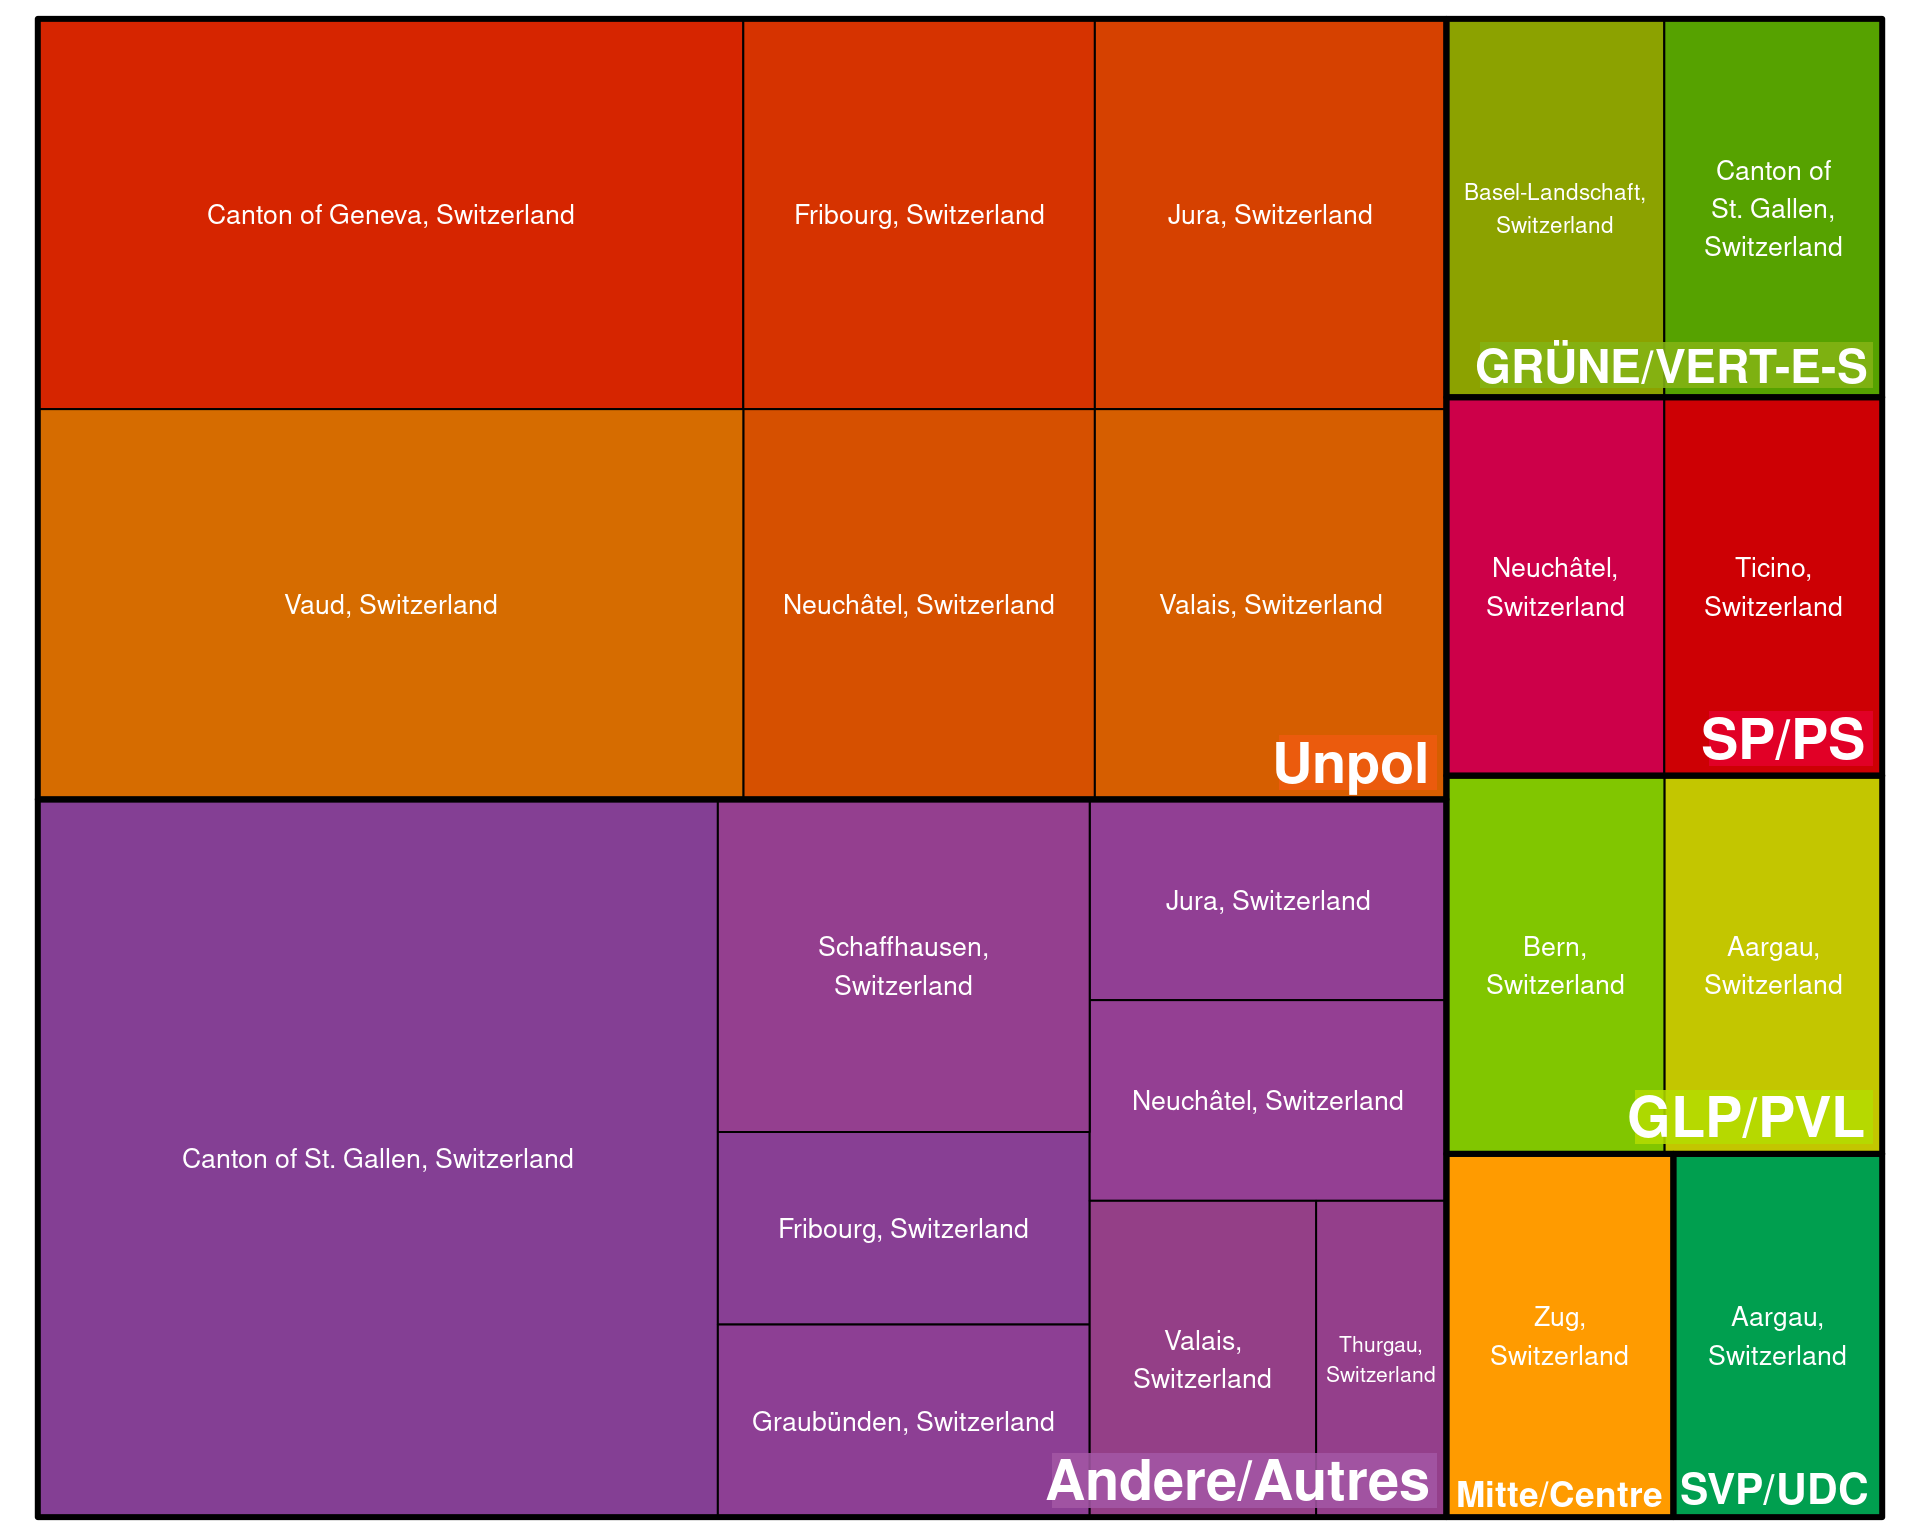 Canton of Geneva, Switzerland
Fribourg, Switzerland
Jura, Switzerland
Vaud, Switzerland
Neuchâtel, Switzerland
Valais, Switzerland
Unpol
Basel-Landschaft,
Switzerland
Canton of
St. Gallen,
Switzerland
GRÜNE/VERT-E-S
Neuchâtel,
Switzerland
Ticino,
Switzerland
SP/PS
Canton of St. Gallen, Switzerland
Schaffhausen,
Switzerland
Fribourg, Switzerland
Graubünden, Switzerland
Jura, Switzerland
Neuchâtel, Switzerland
Valais,
Switzerland
Thurgau,
Switzerland
Andere/Autres
Bern,
Switzerland
Aargau,
Switzerland
GLP/PVL
Zug,
Switzerland
Mitte/Centre
Aargau,
Switzerland
SVP/UDC